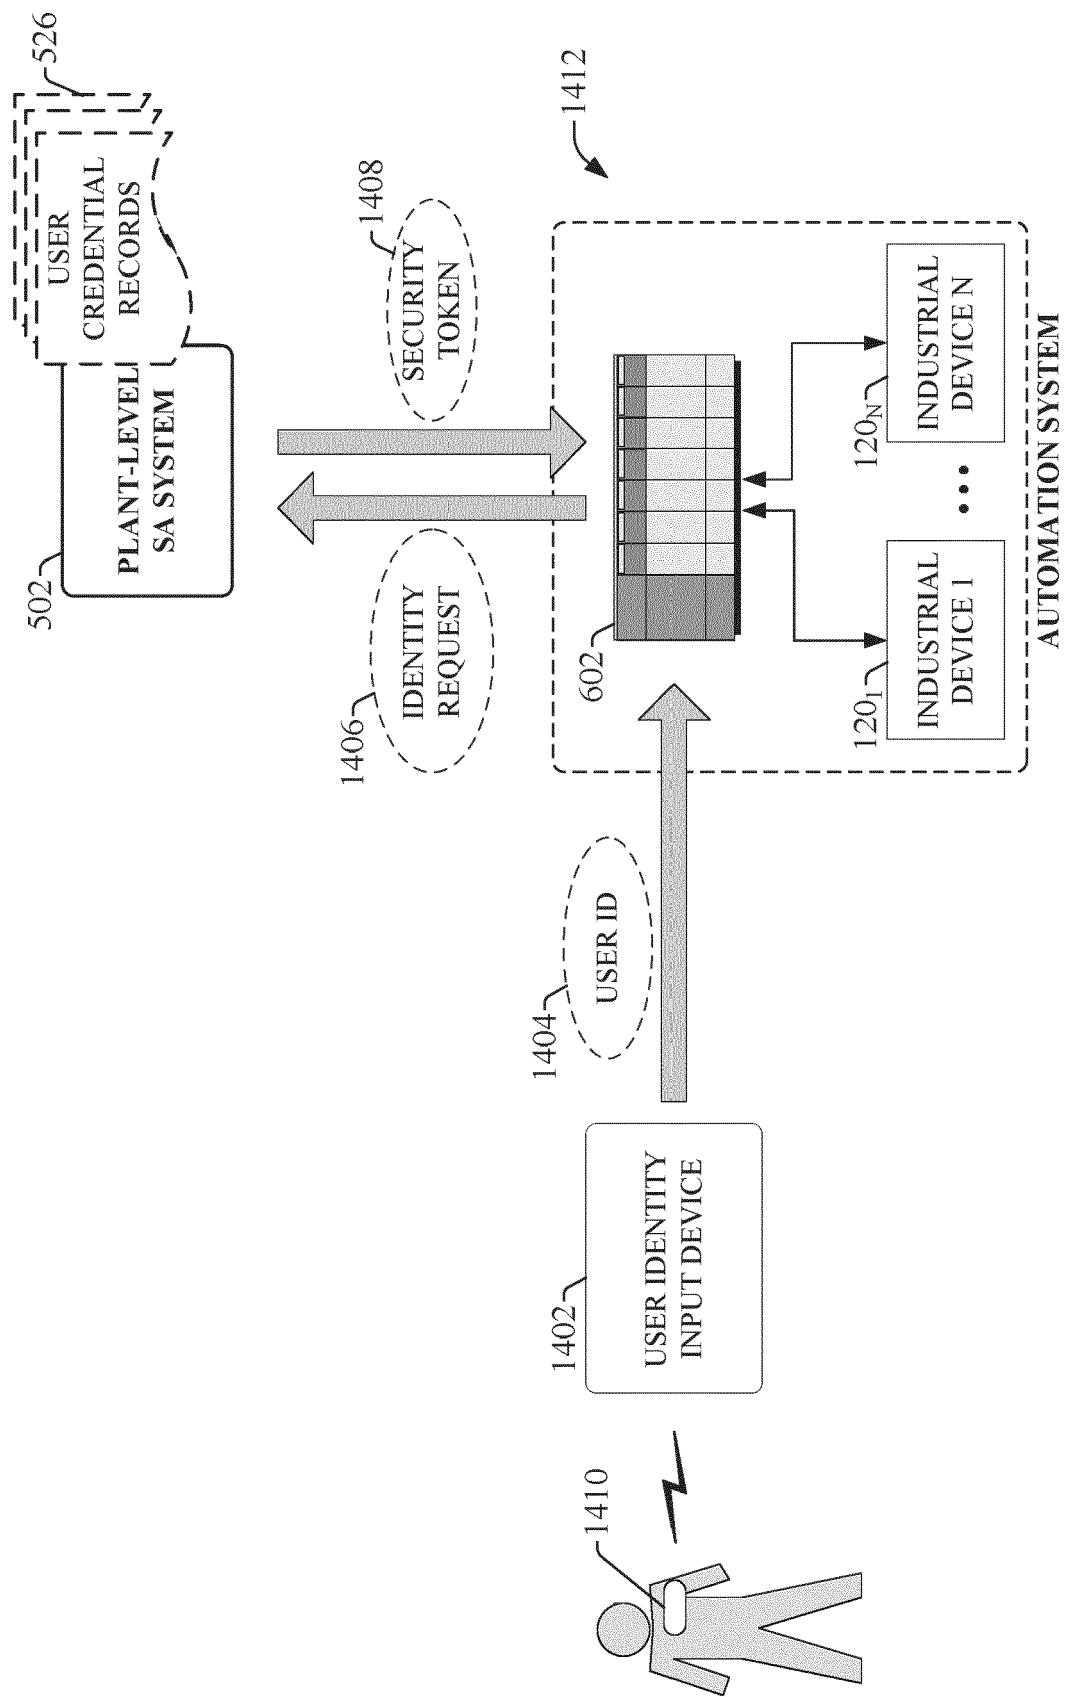 526
USER
CREDENTIAL
RECORDS
502
PLANT-LEVEL
SA SYSTEM
1406
IDENTITY
REQUEST
1408
SECURITY
TOKEN
1412
1410
1402
USER IDENTITY
INPUT DEVICE
1404
USER ID
602
120₁
INDUSTRIAL
DEVICE 1
120N
INDUSTRIAL
DEVICE N
AUTOMATION SYSTEM